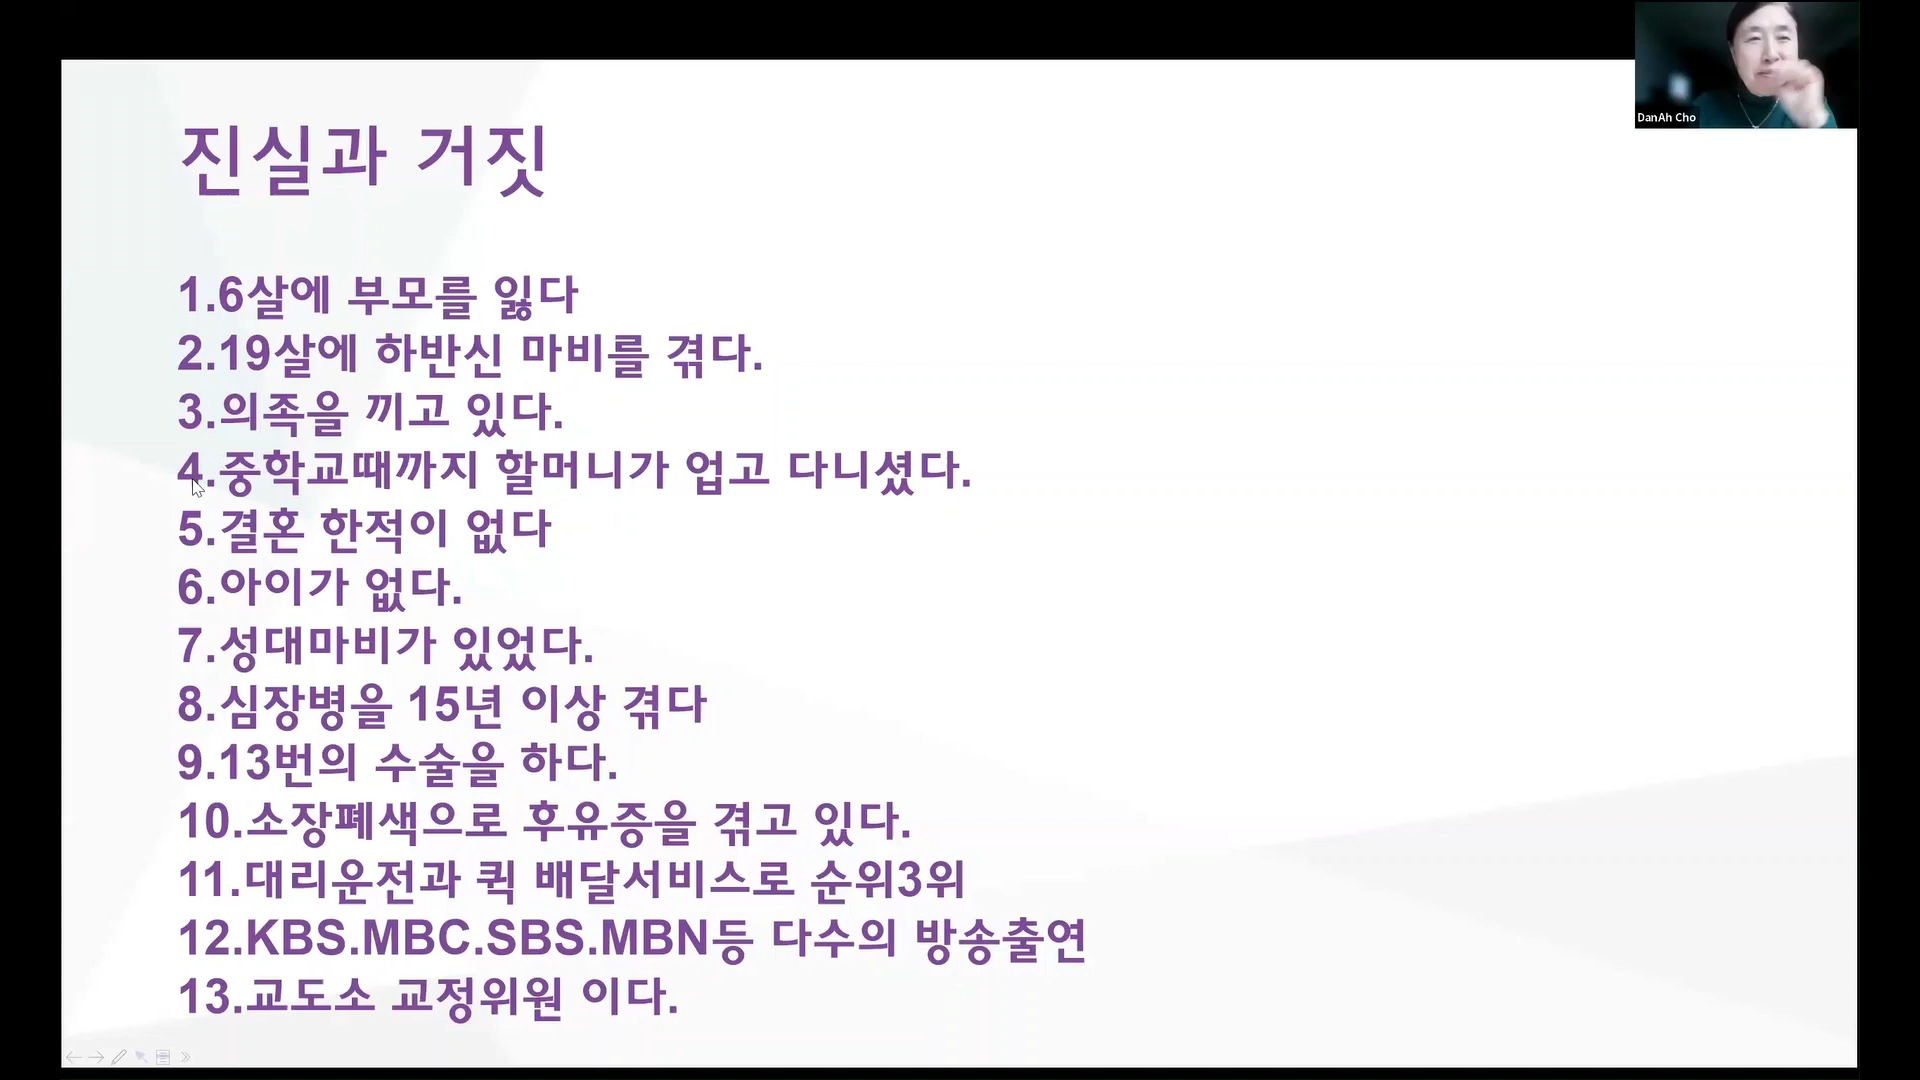 DanAh Cho
진실과 거짓
1.6살에 부모를 잃다
2.19살에 하반신 마비를 겪다.
3.의족을 끼고 있다.
4.중학교때까지 할머니가 업고 다니셨다.
5.결혼 한적이 없다
6.아이가 없다.
7.성대마비가 있었다.
8.심장병을 15년 이상 겪다
9.13번의 수술을 하다.
10.소장폐색으로 후유증을 겪고 있다.
11.대리운전과 퀵 배달서비스로 순위3위
12.KBS.MBC.SBS.MBN등 다수의 방송출연
13.교도소 교정위원 이다.